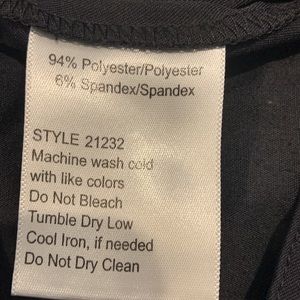 94% Polyester/Polyester
6% Spandex/Spandex
STYLE 21232
Machine wash cold
with like colors
Do Not Bleach
Tumble Dry Low
Cool Iron, if needed
Do Not Dry Clean